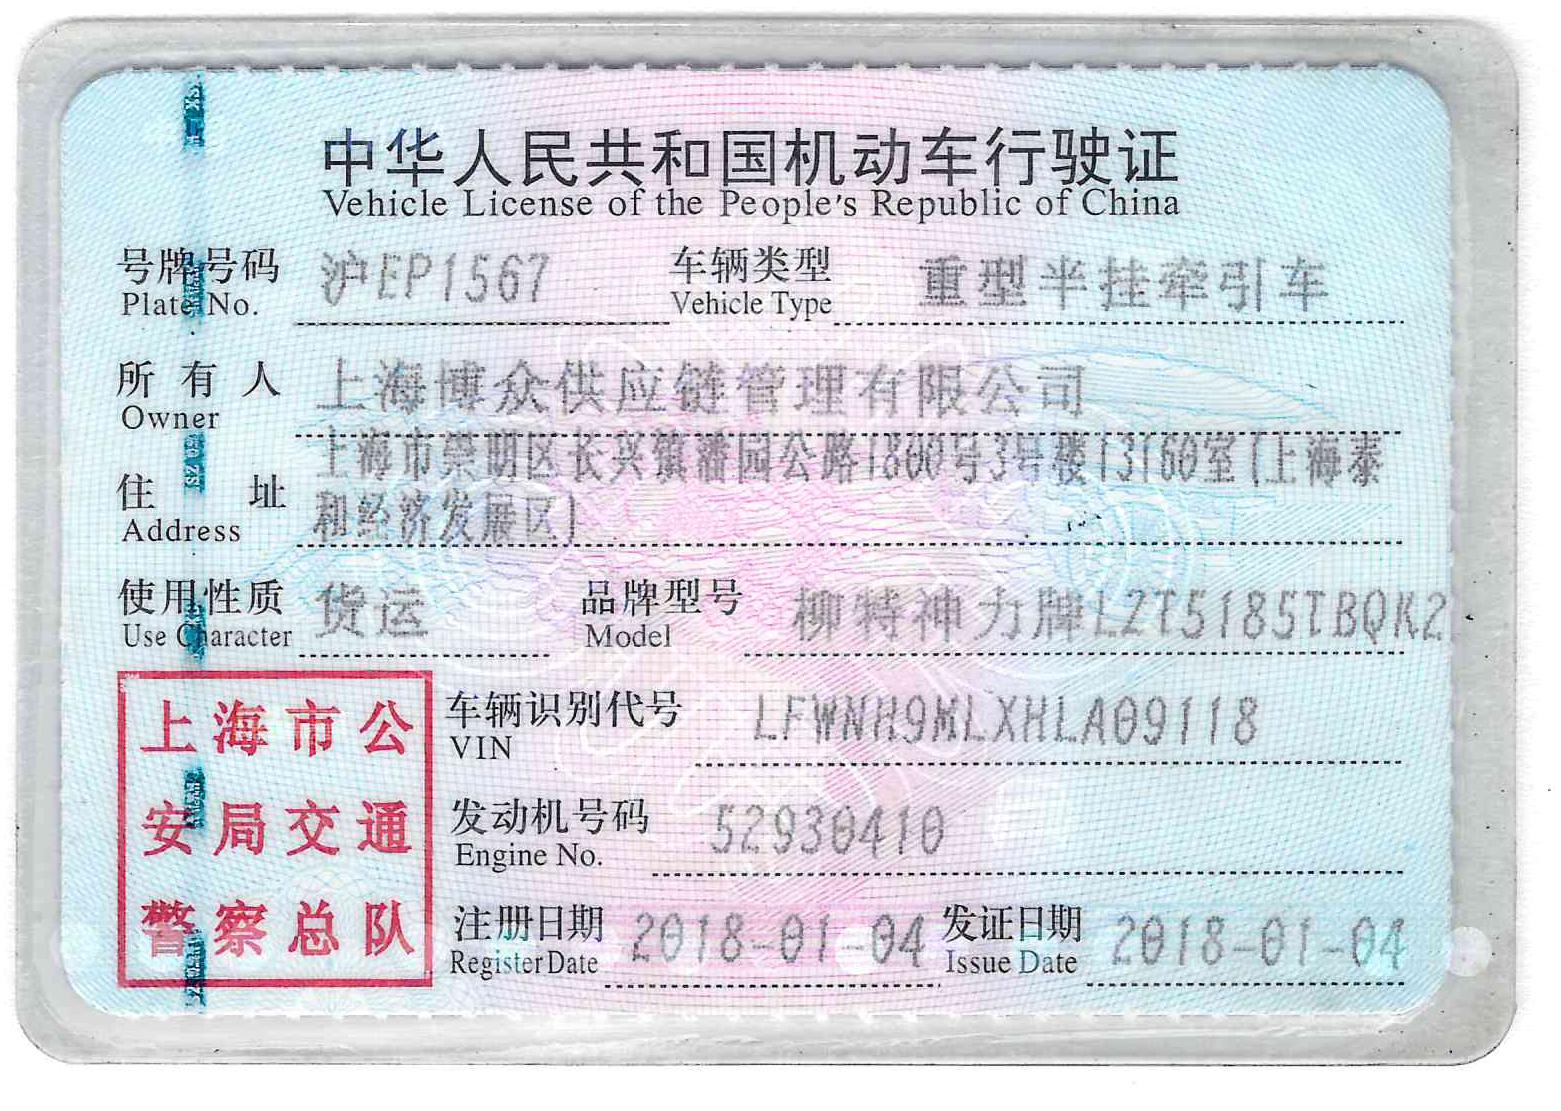 中华人民共和国机动车行驶证
Vehicle License of the People's Republic of China
号牌号码 沪EP1567 车辆类型 重型半挂牵引车
Plate No. Vehicle Type
所有人 上海博众供应链管理有限公司
Owner
上海市崇明区长兴镇潘园公路1800号3号楼13160室(上海泰
住址 和经济发展区)
Address
使用性质 货运 品牌型号 柳特神力牌LZT5185TBQK2
Use Character Model
上海市公
安局交通
警察总队
车辆识别代号 LFWNH9MLXHLA09118
VIN
发动机号码 52930410
Engine No.
注册日期 2018-01-04 发证日期 2018-01-04
Register Date Issue Date